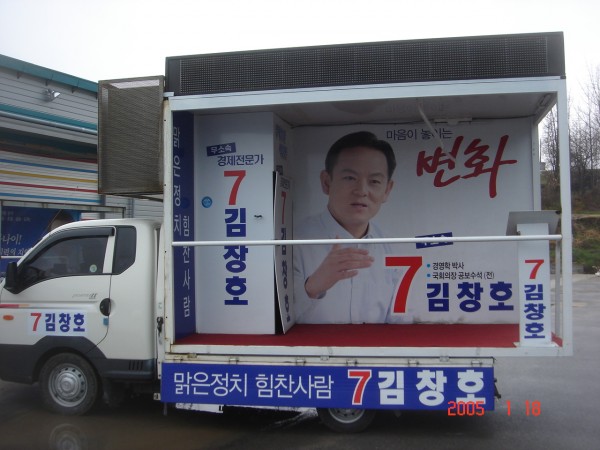 맑은정치 힘찬사람
무소속
경제전문가
7
김창호
마음이 놓이는
변화
7 김창호
• 경영학 박사
• 국회의장 공보수석 (전)
7
김창호
7 김창호
맑은정치 힘찬사람 7 김창호
2005 1 18